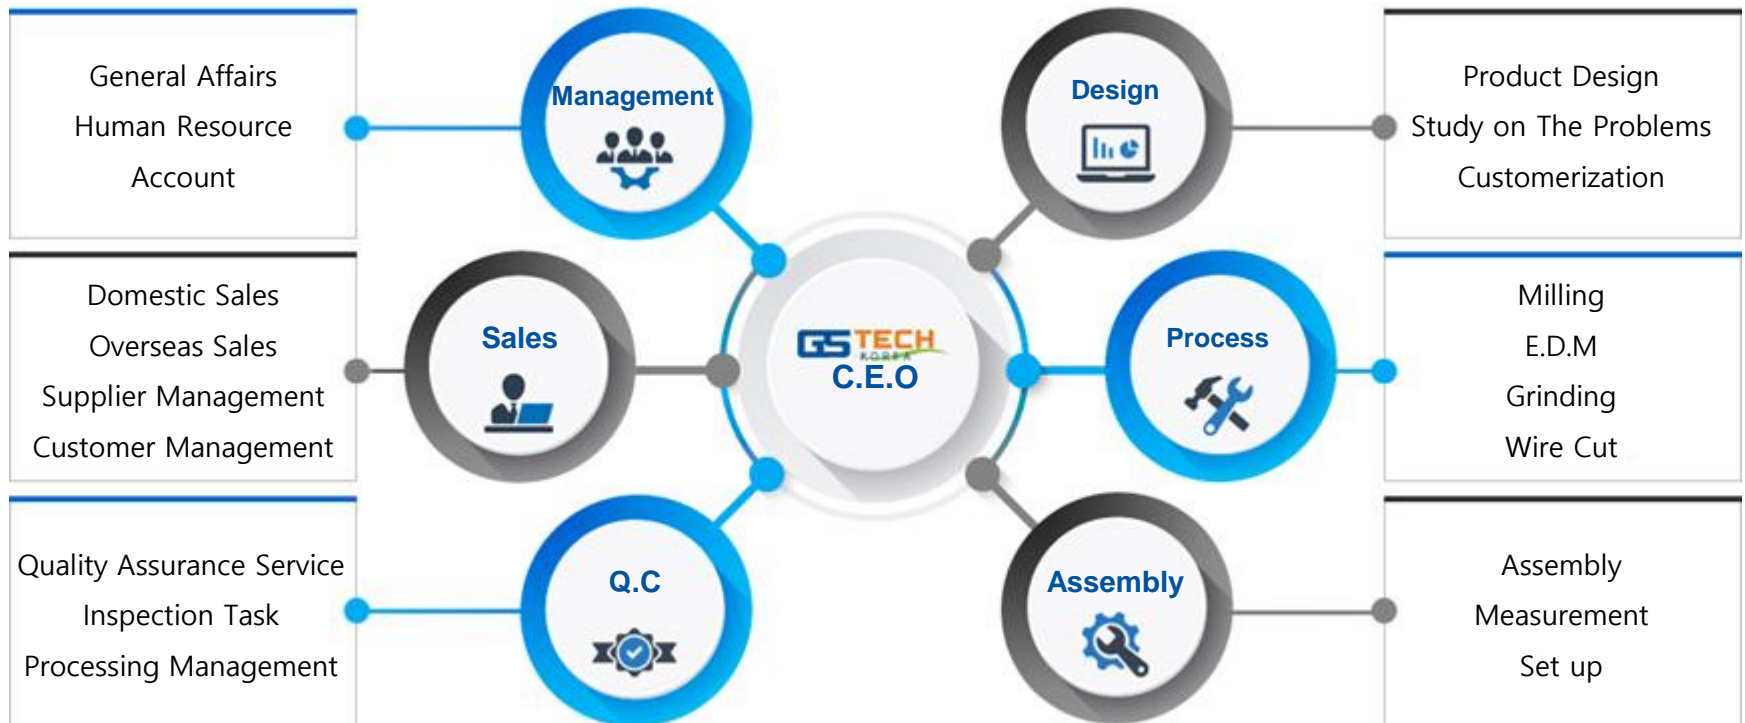 General Affairs
Human Resource
Account
Management
Design
Product Design
Study on The Problems
Customerization
Domestic Sales
Overseas Sales
Supplier Management
Customer Management
Sales
GS TECH
KOREA
C.E.O
Process
Milling
E.D.M
Grinding
Wire Cut
Quality Assurance Service
Inspection Task
Processing Management
Q.C
Assembly
Assembly
Measurement
Set up